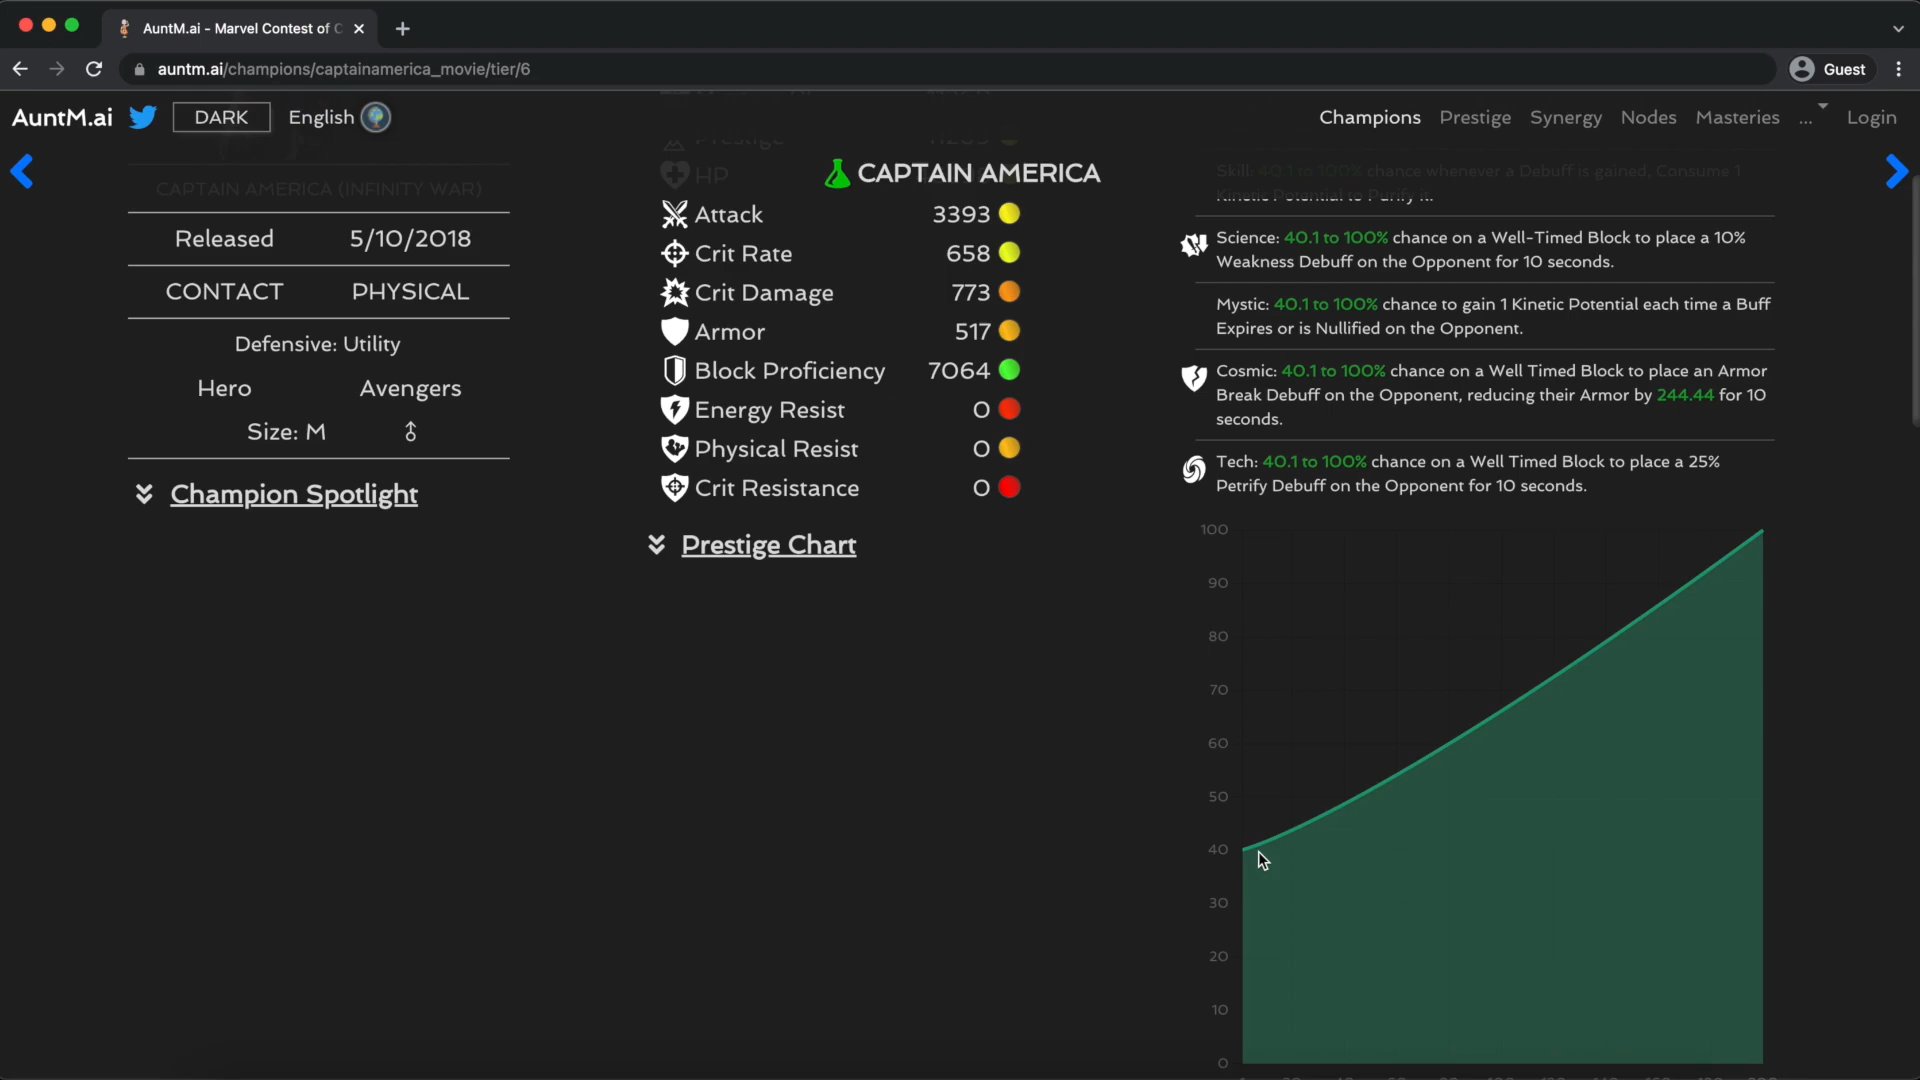 AuntM.ai - Marvel Contest of C
auntm.ai/champions/captainamerica_movie/tier/6
Guest
AuntM.ai
DARK
English
Champions
Prestige
Synergy
Nodes
Masteries
...
Login
CAPTAIN AMERICA
CAPTAIN AMERICA (INFINITY WAR)
Released 5/10/2018
CONTACT PHYSICAL
Defensive: Utility
Hero Avengers
Size: M
Champion Spotlight
Prestige
HP
Attack 3393
Crit Rate 658
Crit Damage 773
Armor 517
Block Proficiency 7064
Energy Resist 0
Physical Resist 0
Crit Resistance 0
Prestige Chart
Skill: 40.1 to 100% chance whenever a Debuff is gained, Consume 1
Kinetic Potential to Purify it.
Science: 40.1 to 100% chance on a Well-Timed Block to place a 10%
Weakness Debuff on the Opponent for 10 seconds.
Mystic: 40.1 to 100% chance to gain 1 Kinetic Potential each time a Buff
Expires or is Nullified on the Opponent.
Cosmic: 40.1 to 100% chance on a Well Timed Block to place an Armor
Break Debuff on the Opponent, reducing their Armor by 244.44 for 10
seconds.
Tech: 40.1 to 100% chance on a Well Timed Block to place a 25%
Petrify Debuff on the Opponent for 10 seconds.
100
90
80
70
60
50
40
30
20
10
0